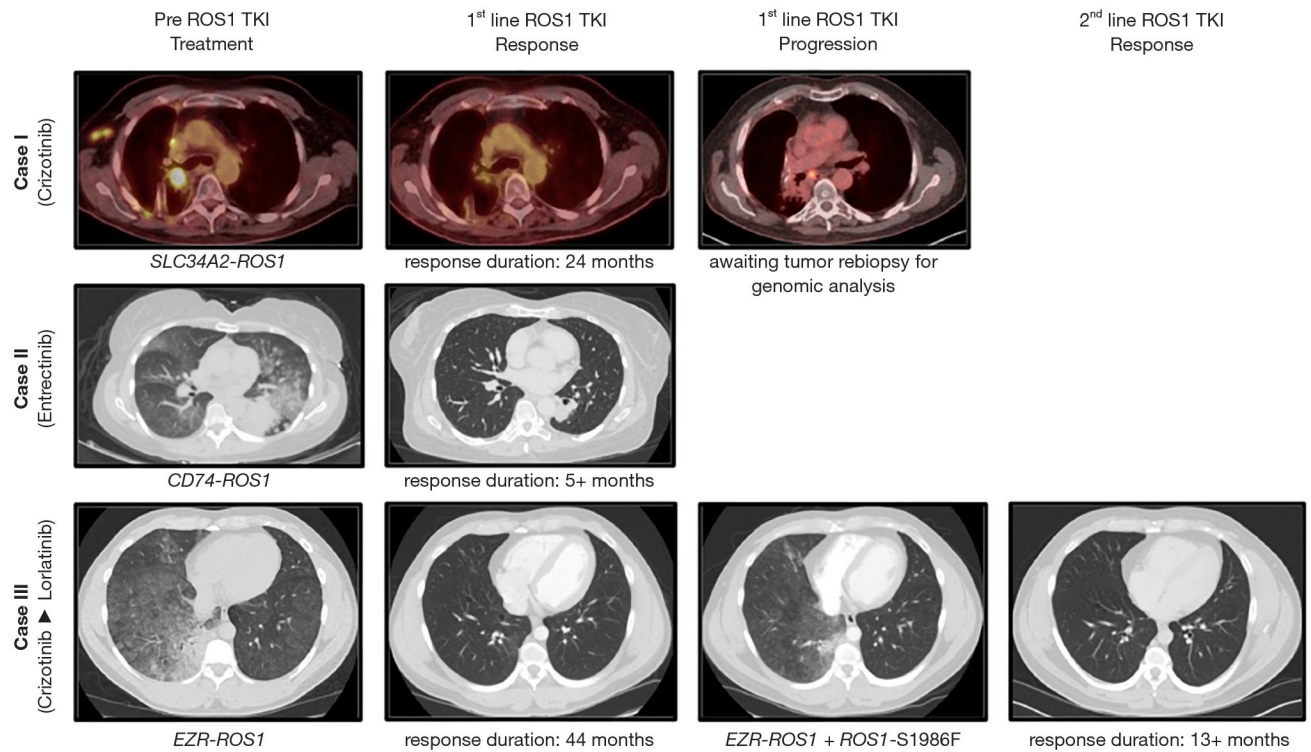 Pre ROS1 TKI
Treatment
1st line ROS1 TKI
Response
1st line ROS1 TKI
Progression
2nd line ROS1 TKI
Response
Case I
(Crizotinib)
SLC34A2-ROS1
response duration: 24 months
awaiting tumor rebiopsy for
genomic analysis
Case II
(Entrectinib)
CD74-ROS1
response duration: 5+ months
Case III
(Crizotinib ▶ Lorlatinib)
EZR-ROS1
response duration: 44 months
EZR-ROS1 + ROS1-S1986F
response duration: 13+ months